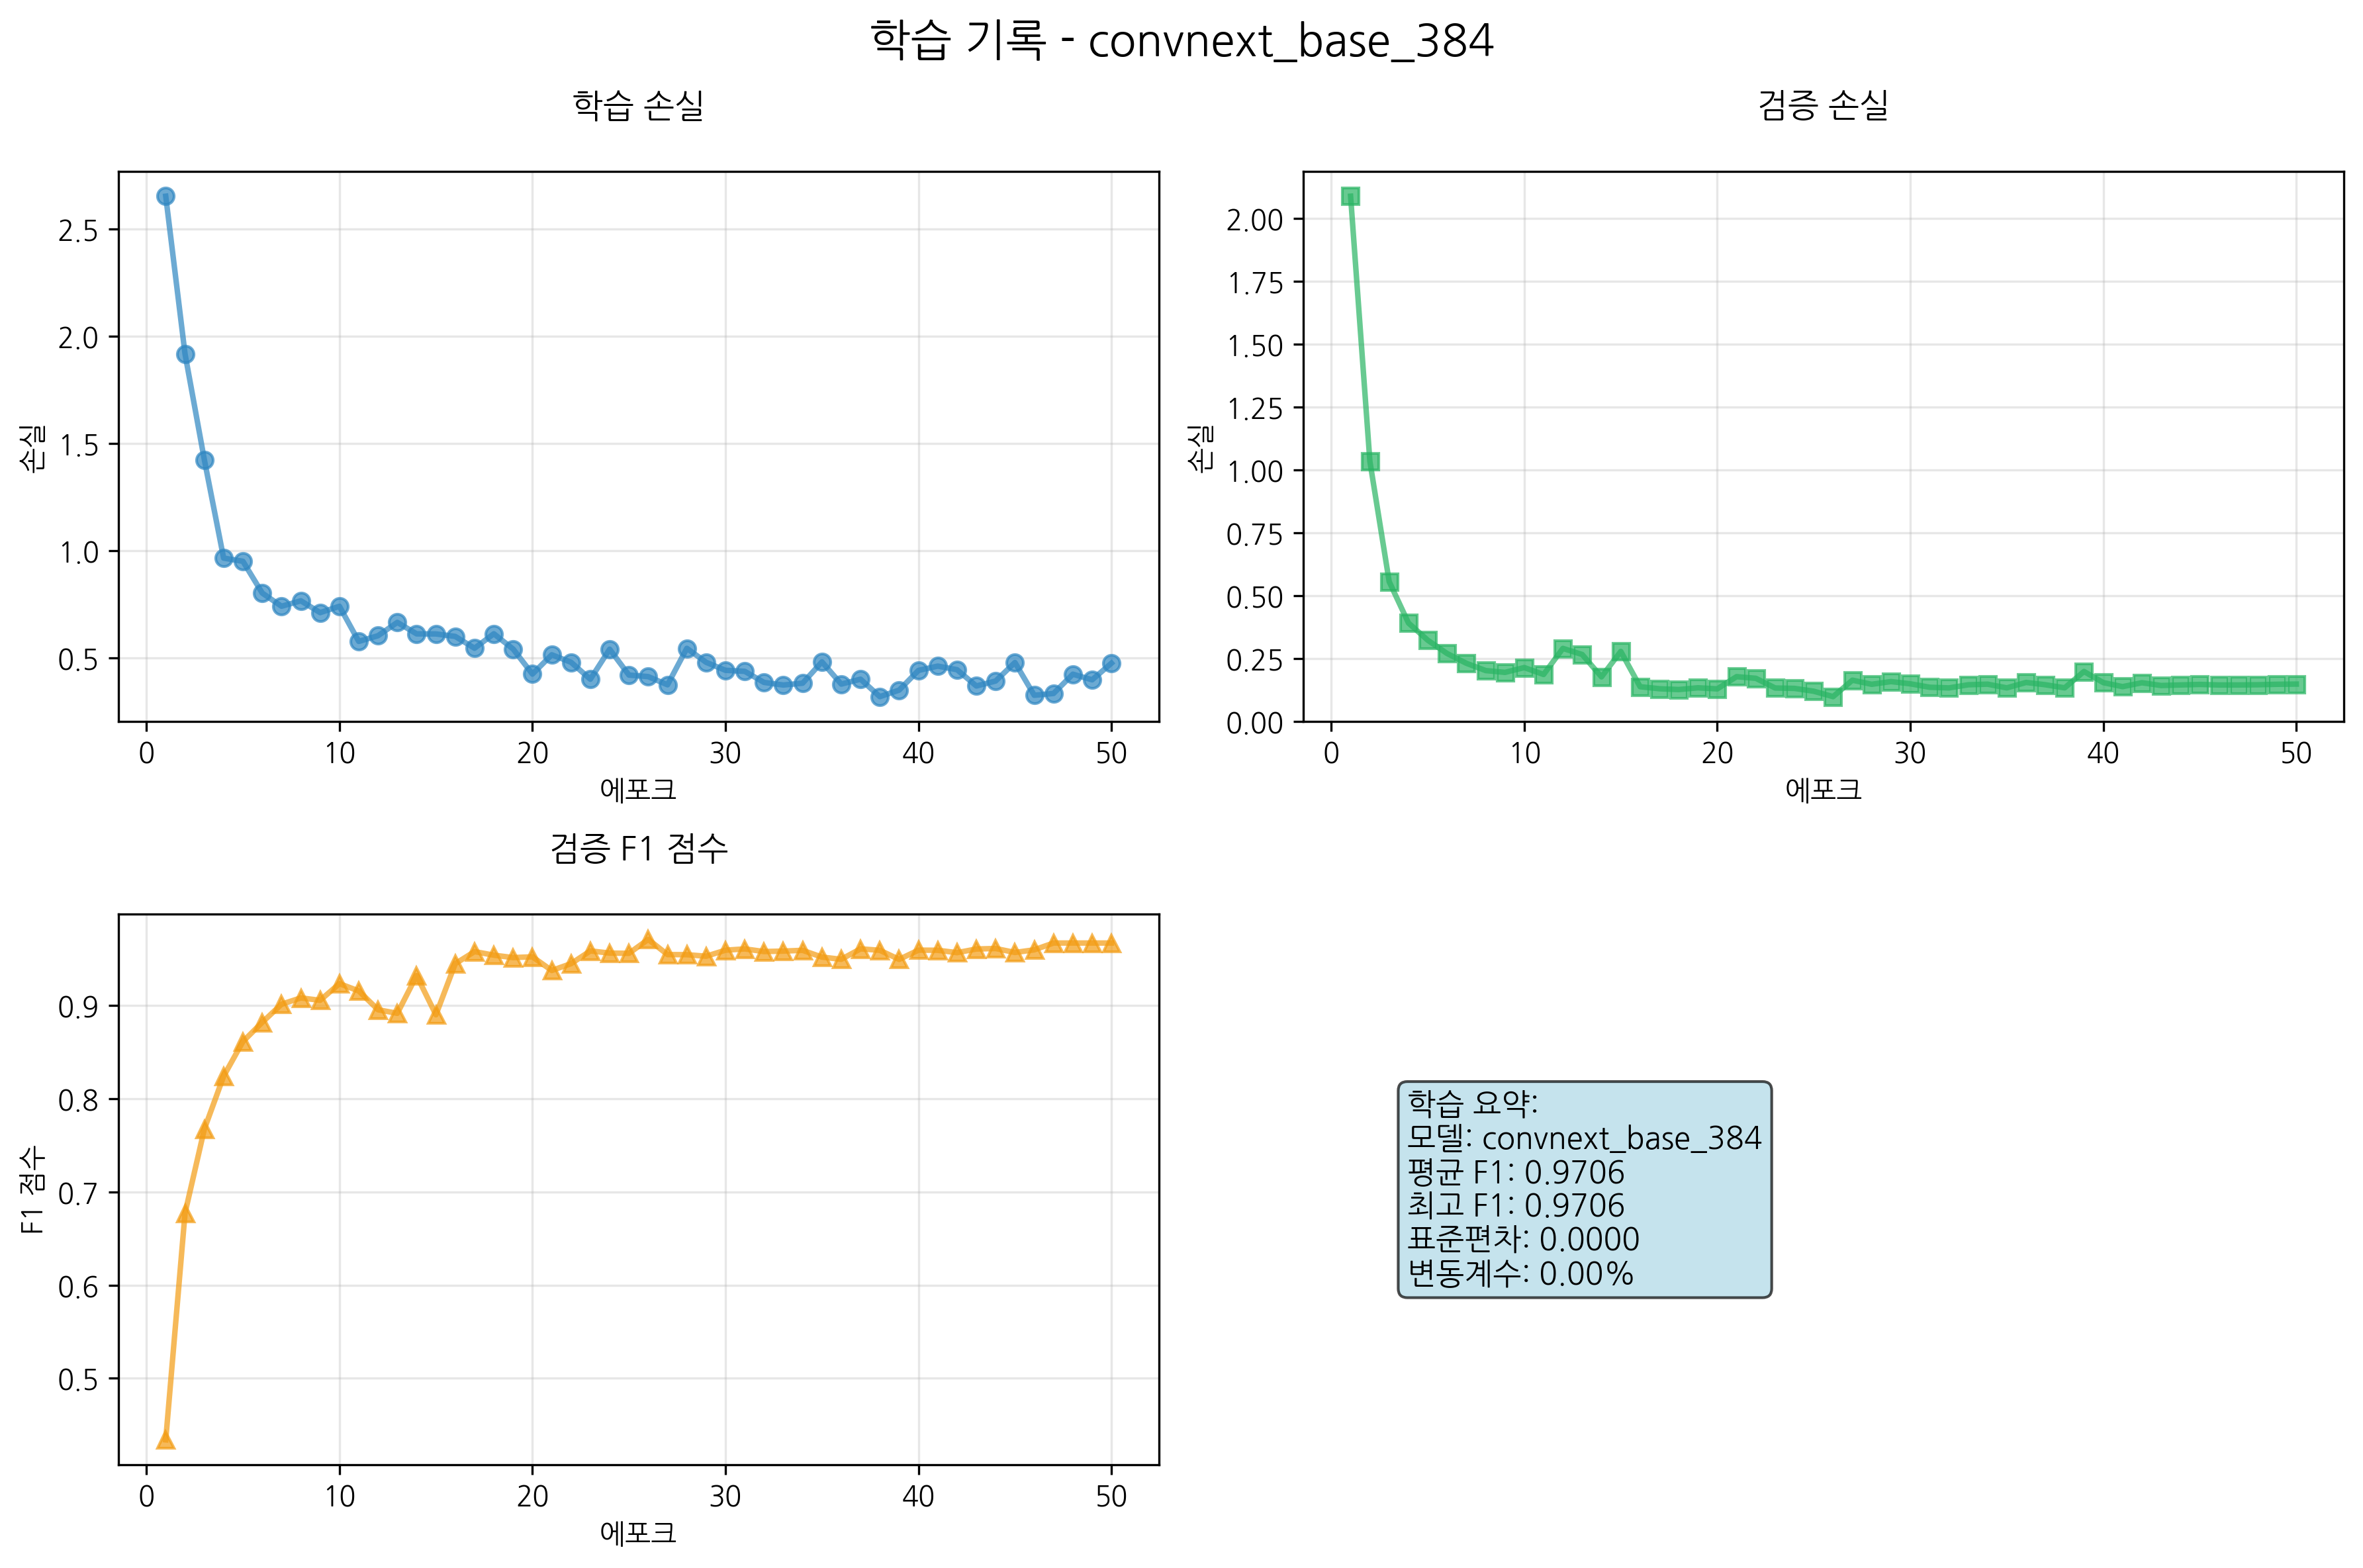 학습 기록 - convnext_base_384
학습 손실
2.5
2.0
1.5
1.0
0.5
손실
0 10 20 30 40 50
에포크
검증 손실
2.00
1.75
1.50
1.25
1.00
0.75
0.50
0.25
0.00
손실
0 10 20 30 40 50
에포크
검증 F1 점수
0.9
0.8
0.7
0.6
0.5
F1 점수
0 10 20 30 40 50
에포크
학습 요약:
모델: convnext_base_384
평균 F1: 0.9706
최고 F1: 0.9706
표준편차: 0.0000
변동계수: 0.00%